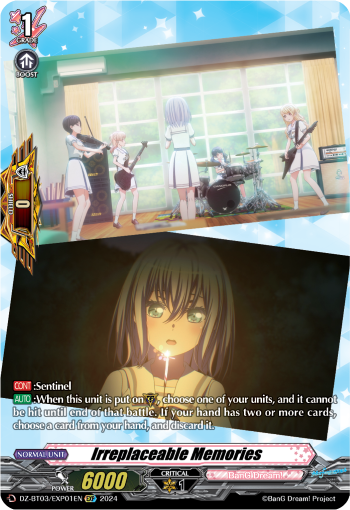 1
GRADE
BOOST
0
CONT :Sentinel
AUTO :When this unit is put on , choose one of your units, and it cannot
be hit until end of that battle. If your hand has two or more cards,
choose a card from your hand, and discard it.
NORMAL UNIT
Irreplaceable Memories
POWER 6000
CRITICAL
1
BanG Dream!
DZ-BT03/EXP01EN 2024
©BanG Dream! Project